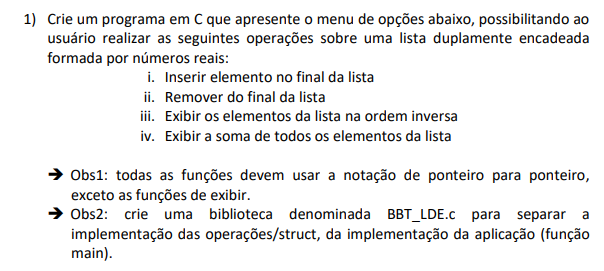 1) Crie um programa em C que apresente o menu de opções abaixo, possibilitando ao
usuário realizar as seguintes operações sobre uma lista duplamente encadeada
formada por números reais:
i. Inserir elemento no final da lista
ii. Remover do final da lista
iii. Exibir os elementos da lista na ordem inversa
iv. Exibir a soma de todos os elementos da lista
➔ Obs1: todas as funções devem usar a notação de ponteiro para ponteiro,
exceto as funções de exibir.
➔ Obs2: crie uma biblioteca denominada BBT_LDE.c para separar a
implementação das operações/struct, da implementação da aplicação (função
main).